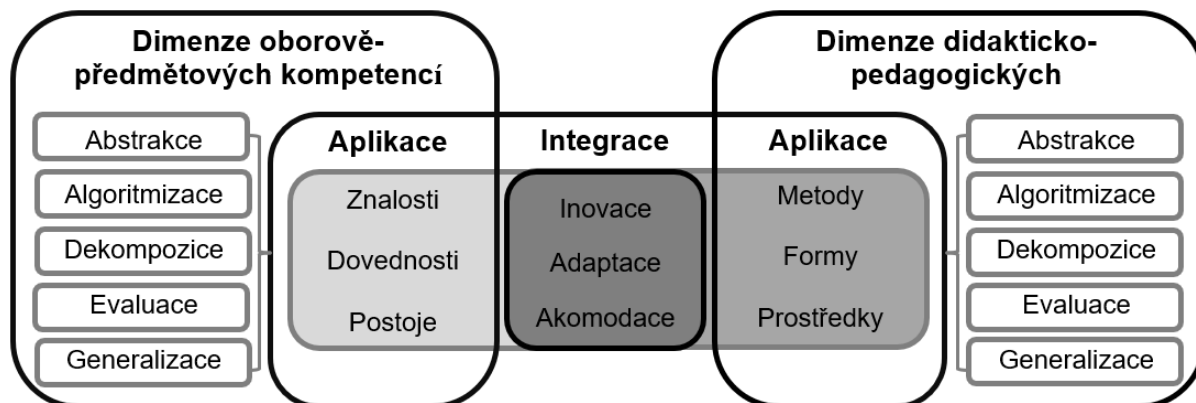 Dimenze oborově-
předmětových kompetencí
Abstrakce
Algoritmizace
Dekompozice
Evaluace
Generalizace
Aplikace
Znalosti
Dovednosti
Postoje
Integrace
Inovace
Adaptace
Akomodace
Dimenze didakticko-
pedagogických
Aplikace
Metody
Formy
Prostředky
Abstrakce
Algoritmizace
Dekompozice
Evaluace
Generalizace